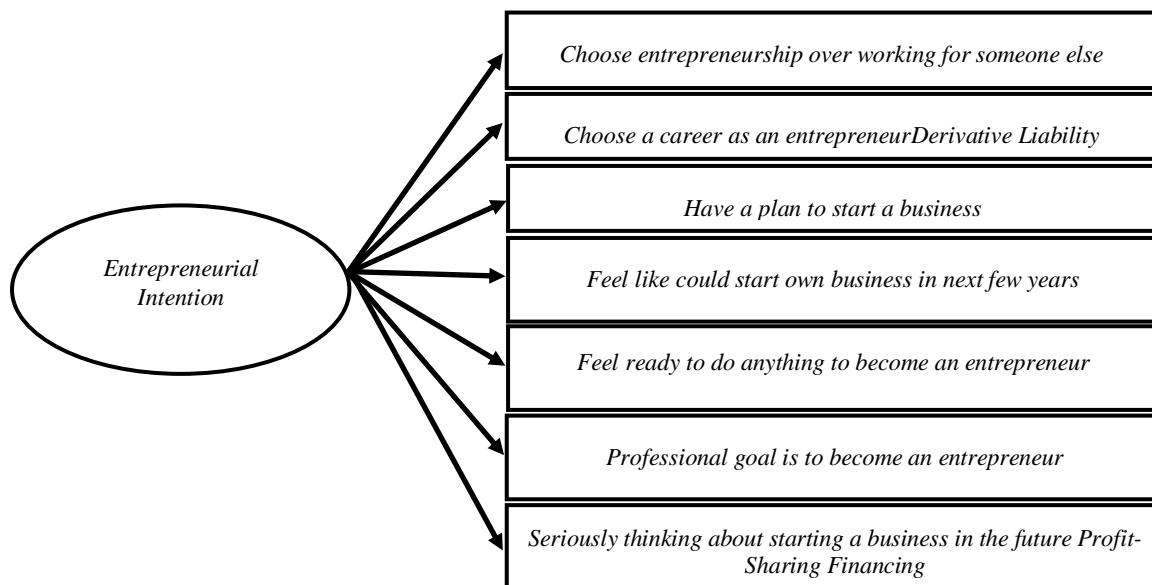 Choose entrepreneurship over working for someone else
Choose a career as an entrepreneurDerivative Liability
Have a plan to start a business
Entrepreneurial
Intention
Feel like could start own business in next few years
Feel ready to do anything to become an entrepreneur
Professional goal is to become an entrepreneur
Seriously thinking about starting a business in the future Profit-
Sharing Financing